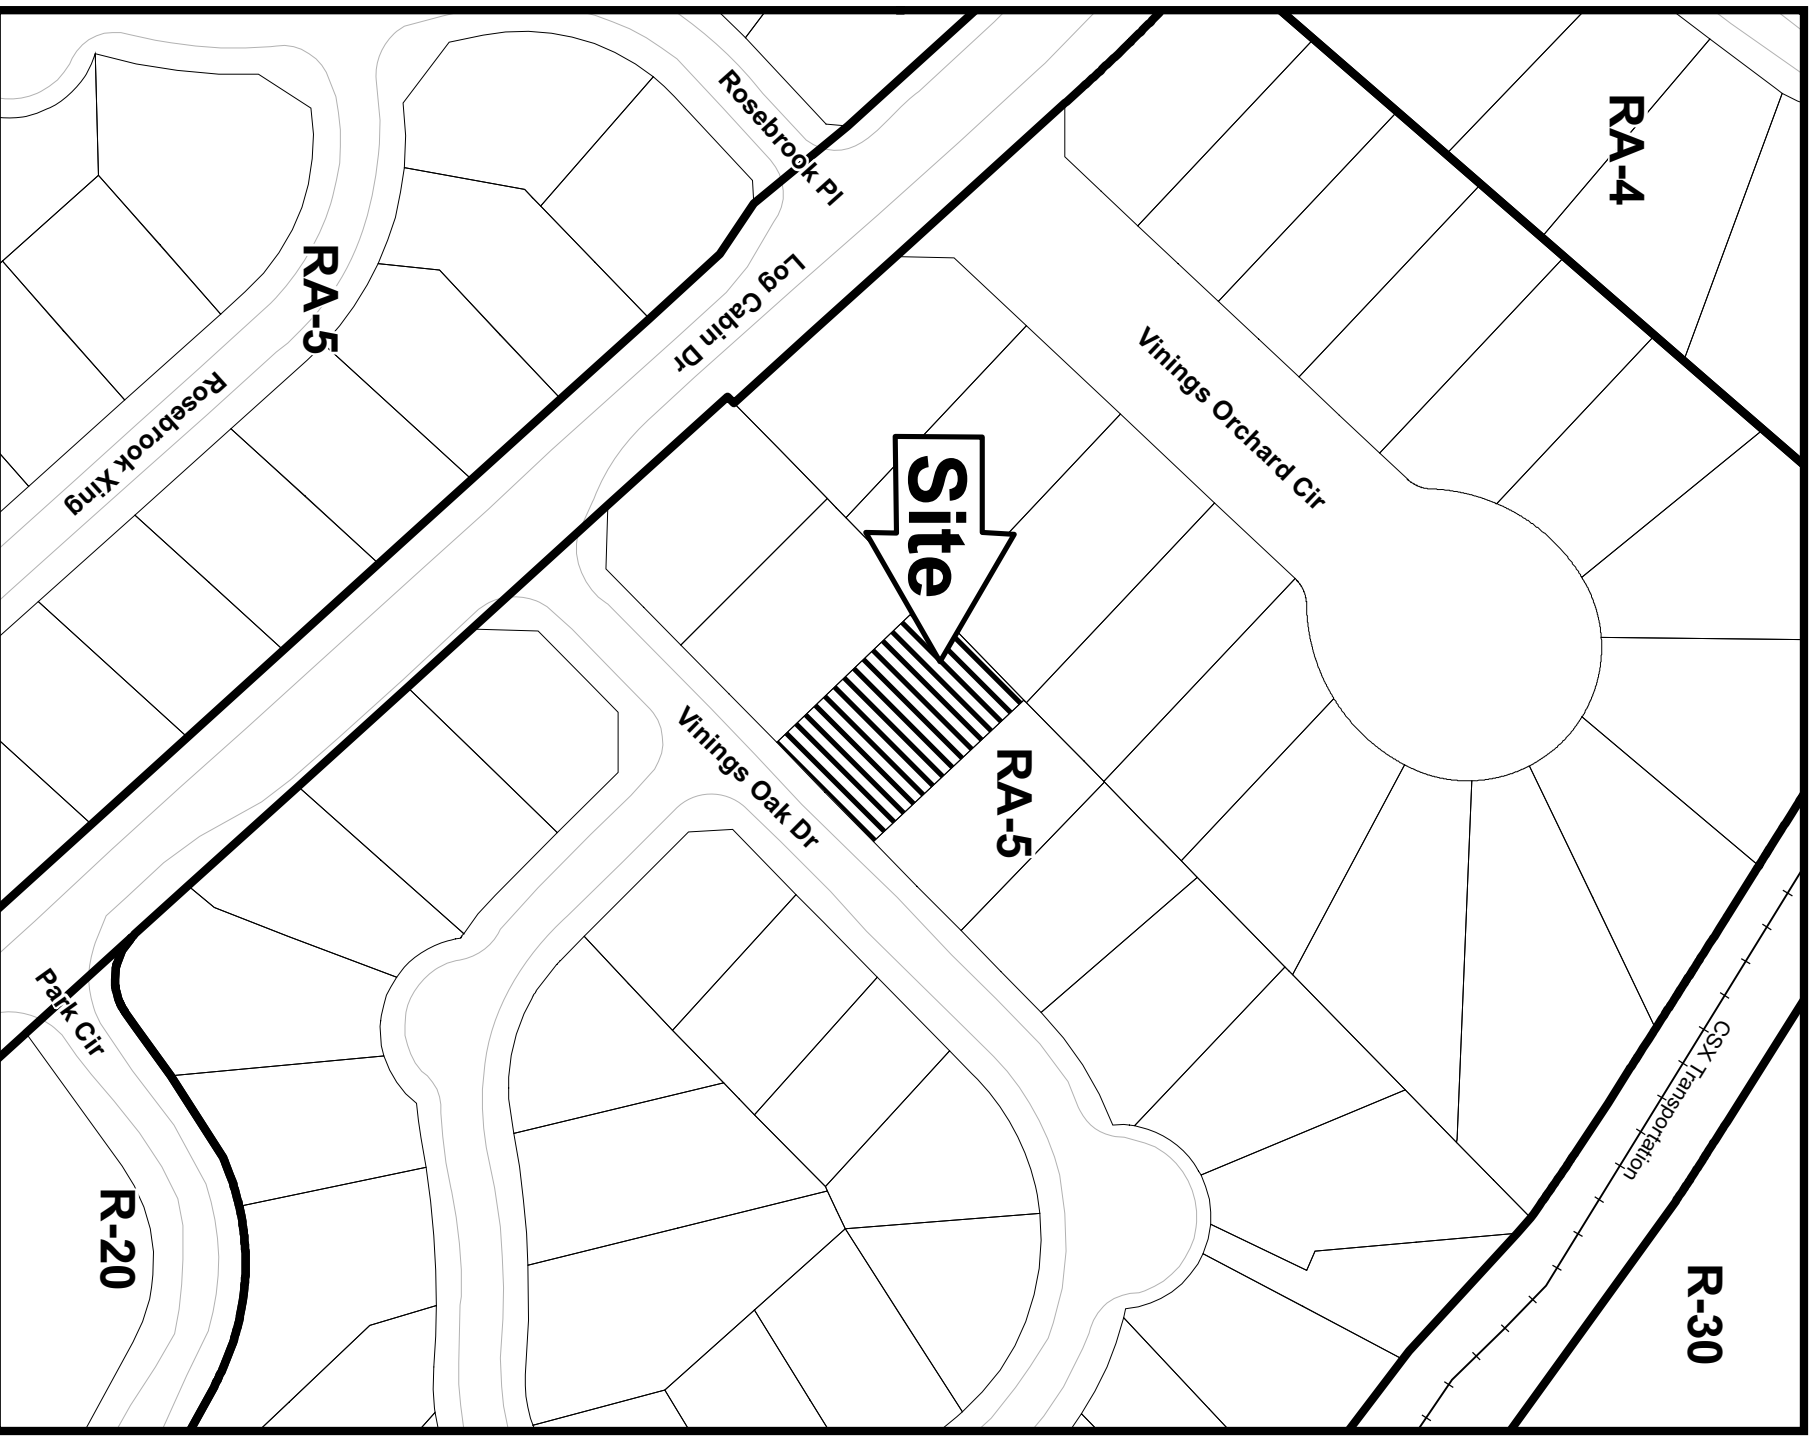 RA-4
Rosebrook Pl
RA-5
Log Cabin Dr
Vinings Orchard Cir
Rosebrook Xing
Site
Vinings Oak Dr
RA-5
Park Cir
CSX Transportation
R-20
R-30